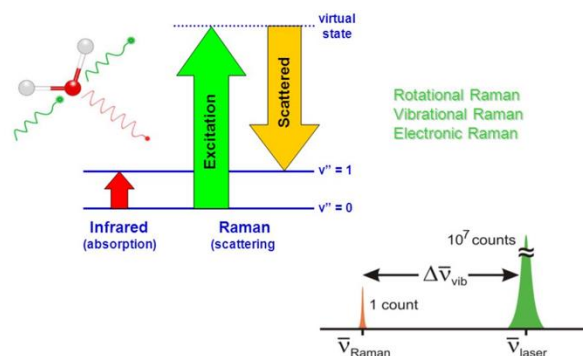 virtual
state
Excitation
Scattered
v" = 1
v" = 0
Infrared
(absorption)
Raman
(scattering
Rotational Raman
Vibrational Raman
Electronic Raman
10⁷ counts
Δν̅vib
1 count
ν̅Raman
ν̅laser